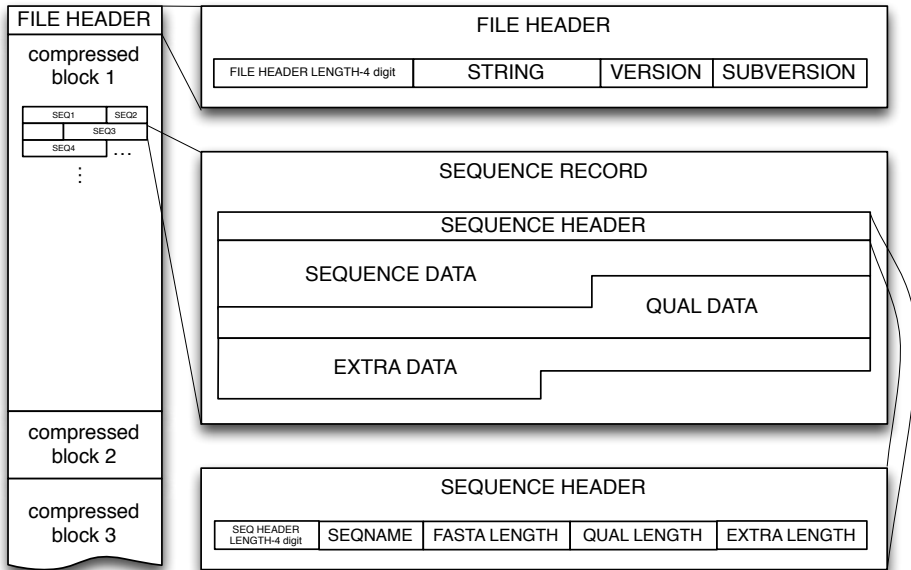 FILE HEADER
compressed
block 1
SEQ1
SEQ2
SEQ3
SEQ4
...
⋮
compressed
block 2
compressed
block 3
FILE HEADER
FILE HEADER LENGTH-4 digit
STRING
VERSION
SUBVERSION
SEQUENCE RECORD
SEQUENCE HEADER
SEQUENCE DATA
QUAL DATA
EXTRA DATA
SEQUENCE HEADER
SEQ HEADER
LENGTH-4 digit
SEQNAME
FASTA LENGTH
QUAL LENGTH
EXTRA LENGTH